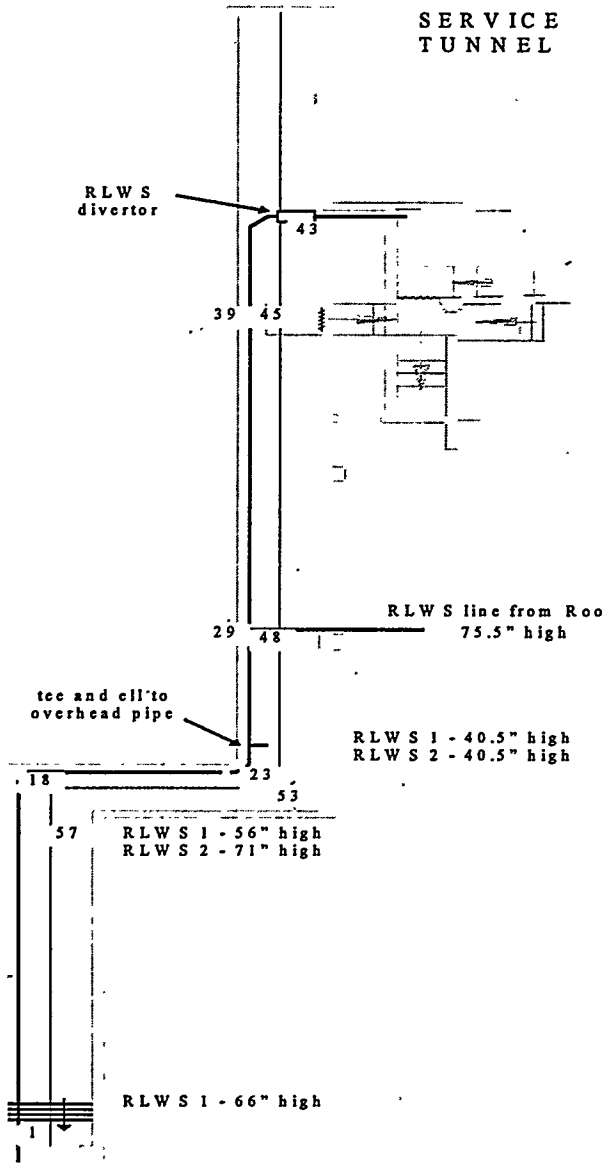 SERVICE
TUNNEL
RLWS
divertor
43
39 45
RLWS line from Roo
29 48
75.5" high
tee and ell to
overhead pipe
RLWS 1 - 40.5" high
RLWS 2 - 40.5" high
18
23
53
57
RLWS 1 - 56" high
RLWS 2 - 71" high
RLWS 1 - 66" high
1